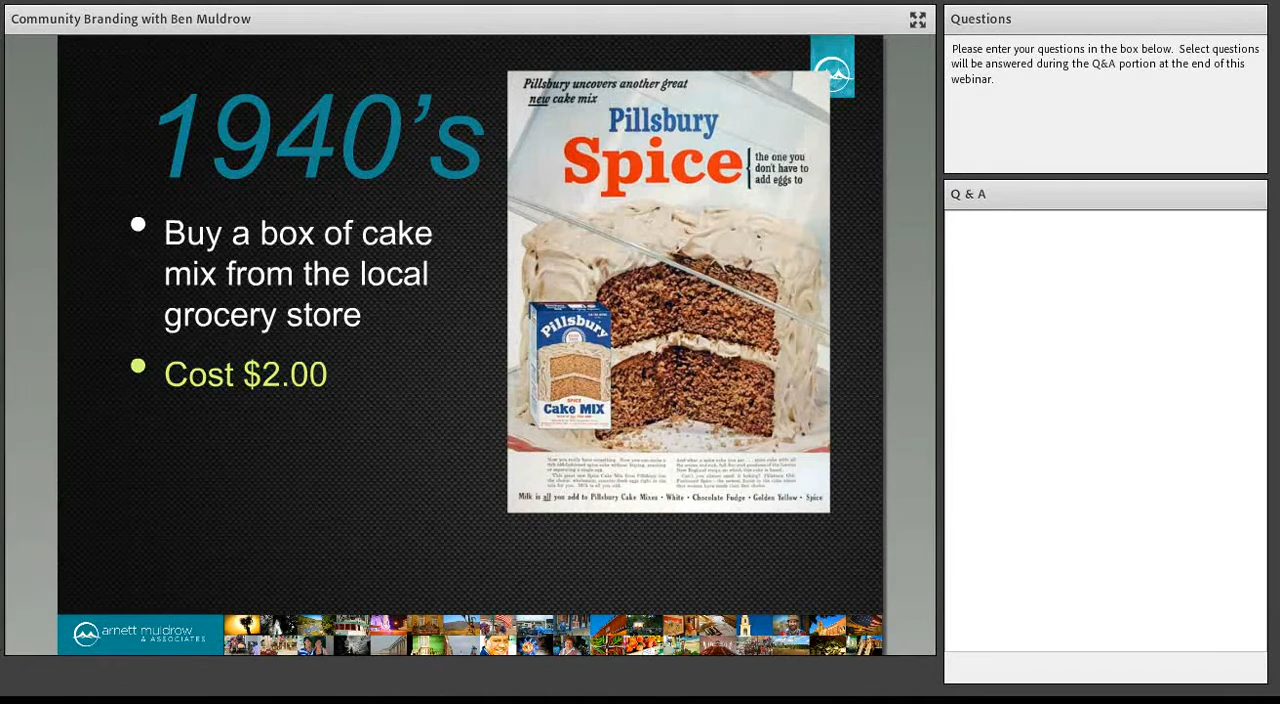 Community Branding with Ben Muldrow
1940’s
Buy a box of cake
mix from the local
grocery store
Cost $2.00
Pillsbury uncovers another great
new cake mix
Pillsbury
Spice
the one you
don't have to
add eggs to
Pillsbury
SPICE
Cake MIX
Milk is all you add to Pillsbury Cake Mixes • White • Chocolate Fudge • Golden Yellow • Spice
arnett muldrow
& ASSOCIATES
Questions
Please enter your questions in the box below. Select questions
will be answered during the Q&A portion at the end of this
webinar.
Q & A